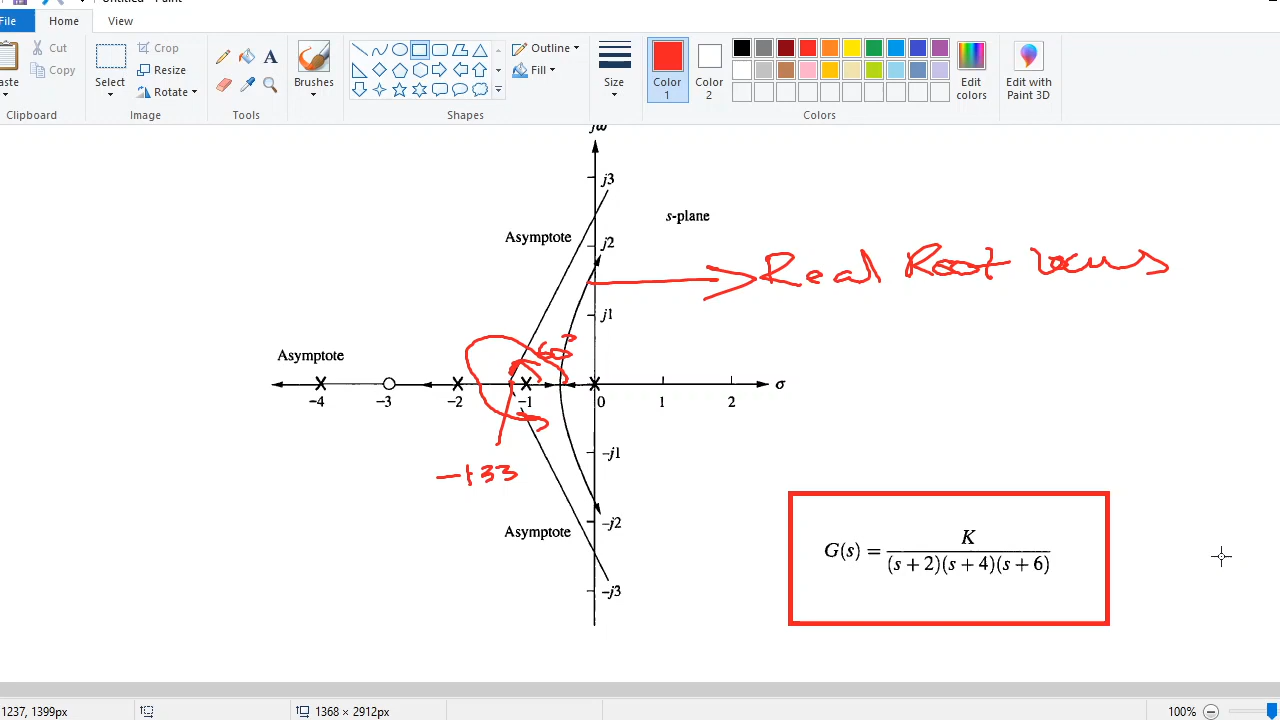 Untitled - Paint
File Home View
Cut
Copy
Paste
Clipboard
Select
Crop
Resize
Rotate
Image
Tools
Brushes
Shapes
Outline
Fill
Size
Color 1
Color 2
Edit colors
Edit with Paint 3D
Colors
jω
j3
s-plane
Asymptote
j2
Real Root locus
j1
60°
Asymptote
-4 -3 -2 -1 0 1 2 σ
-j1
-1.33
Asymptote
-j2
-j3
G(s) = K / (s + 2)(s + 4)(s + 6)
1237, 1399px
1368 × 2912px
100%